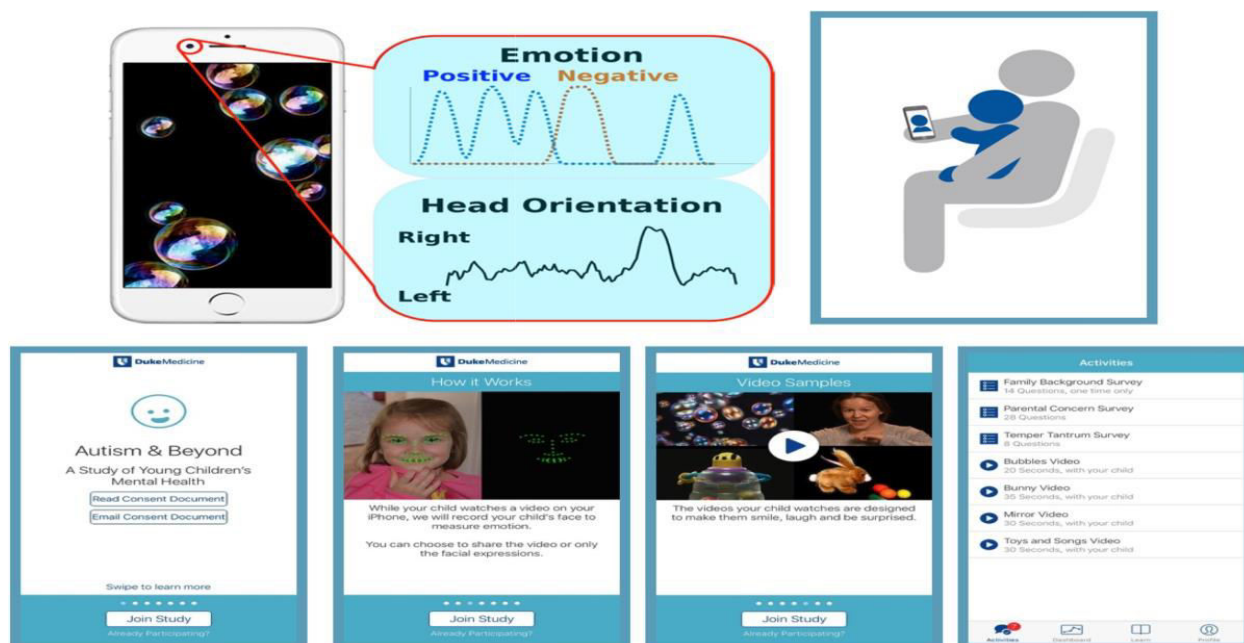 Emotion
Positive Negative
Head Orientation
Right
Left
DukeMedicine
Autism & Beyond
A Study of Young Children's
Mental Health
Read Consent Document
Email Consent Document
Swipe to learn more
Join Study
Already Participating?
DukeMedicine
How it Works
While your child watches a video on your
iPhone, we will record your child's face to
measure emotion.
You can choose to share the video or only
the facial expressions.
Join Study
Already Participating?
DukeMedicine
Video Samples
The videos your child watches are designed
to make them smile, laugh and be surprised.
Join Study
Already Participating?
Activities
Family Background Survey
14 Questions, one time only
Parental Concern Survey
28 Questions
Temper Tantrum Survey
8 Questions
Bubbles Video
20 Seconds, with your child
Bunny Video
35 Seconds, with your child
Mirror Video
30 Seconds, with your child
Toys and Songs Video
30 Seconds, with your child
Activities Dashboard Learn Profile